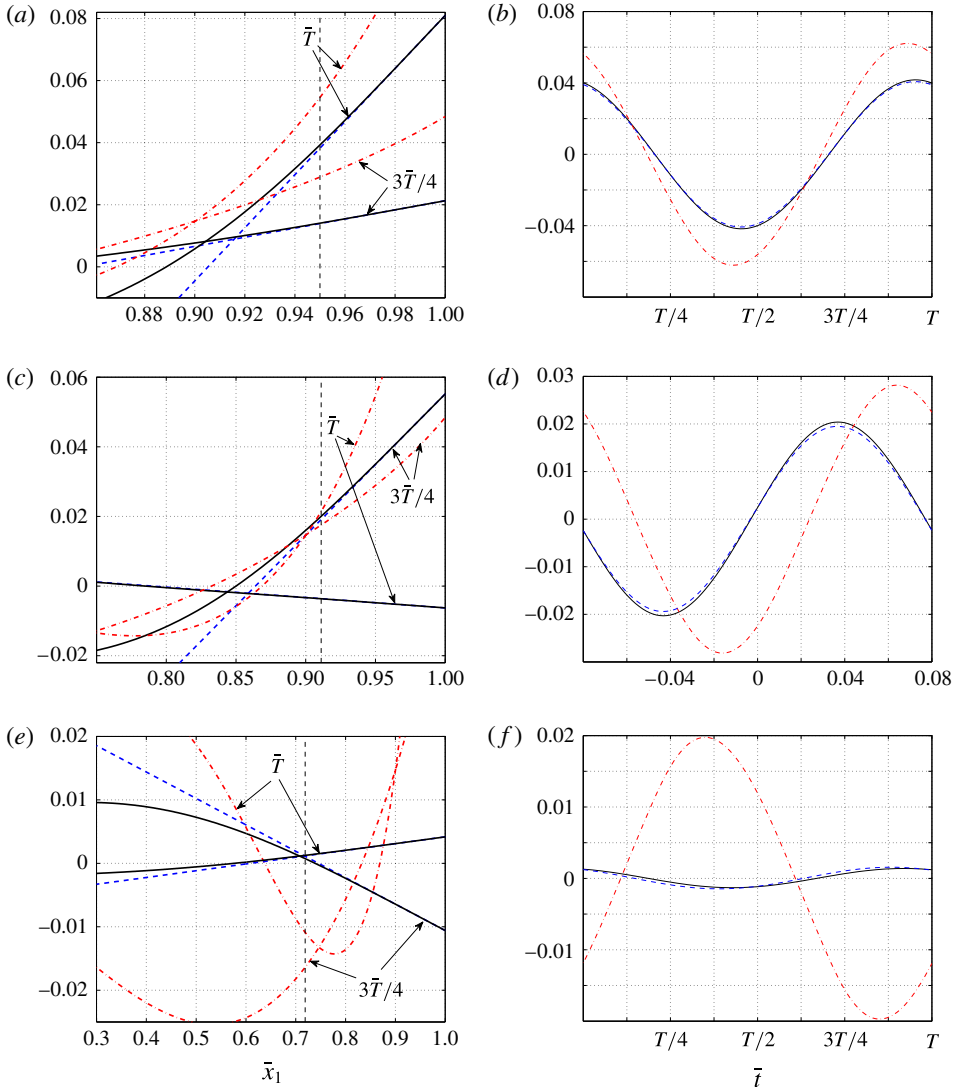 (a)
0.08
0.06
0.04
0.02
0
T̄
3T̄/4
0.88 0.90 0.92 0.94 0.96 0.98 1.00
(b)
0.08
0.04
0
−0.04
T/4 T/2 3T/4 T
(c)
0.06
0.04
0.02
0
−0.02
T̄
3T̄/4
0.80 0.85 0.90 0.95 1.00
(d)
0.03
0.02
0.01
0
−0.01
−0.02
−0.04 0 0.04 0.08
(e)
0.02
0.01
0
−0.01
−0.02
T̄
3T̄/4
0.3 0.4 0.5 0.6 0.7 0.8 0.9 1.0
x̄₁
(f)
0.02
0.01
0
−0.01
T/4 T/2 3T/4 T
t̄